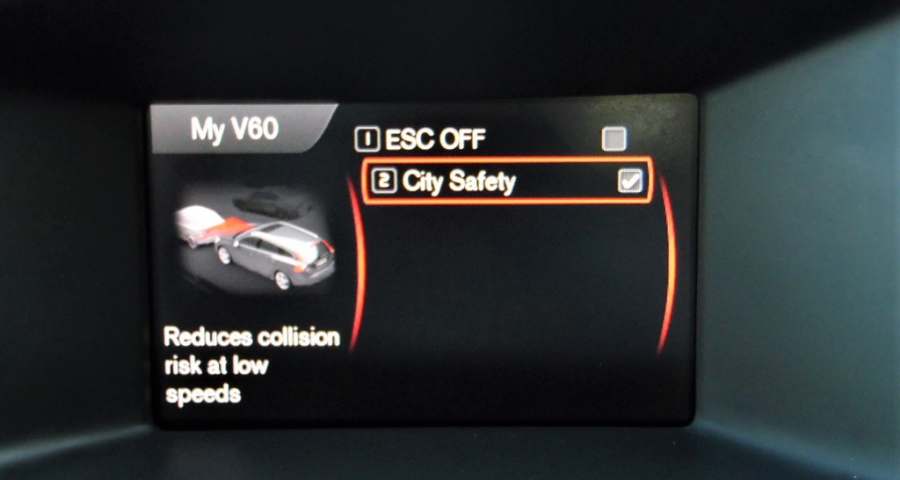 My V60
1 ESC OFF
2 City Safety
Reduces collision
risk at low
speeds